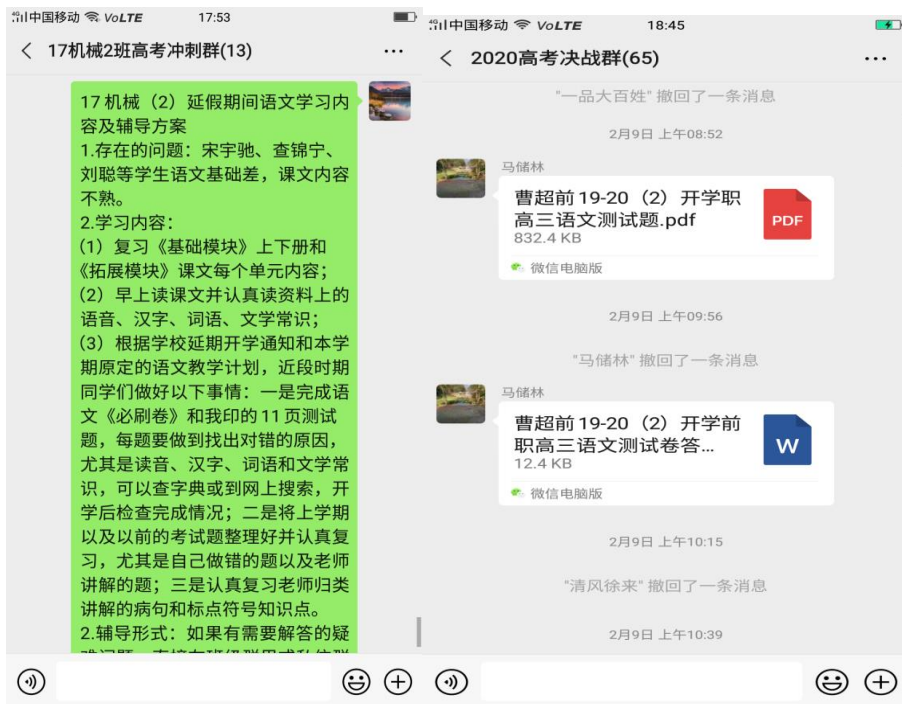 中国移动 VoLTE 17:53
17机械2班高考冲刺群(13)
17机械（2）延假期间语文学习内
容及辅导方案
1.存在的问题：宋宇驰、查锦宁、
刘聪等学生语文基础差，课文内容
不熟。
2.学习内容：
(1) 复习《基础模块》上下册和
《拓展模块》课文每个单元内容；
(2) 早上读课文并认真读资料上的
语音、汉字、词语、文学常识；
(3) 根据学校延期开学通知和本学
期原定的语文教学计划，近段时期
同学们做好以下事情：一是完成语
文《必刷卷》和我印的11页测试
题，每题要做到找出对错的原因，
尤其是读音、汉字、词语和文学常
识，可以查字典或到网上搜索，开
学后检查完成情况；二是将上学期
以及以前的考试题整理好并认真复
习，尤其是自己做错的题以及老师
讲解的题；三是认真复习老师归类
讲解的病句和标点符号知识点。
2.辅导形式：如果有需要解答的疑
中国移动 VoLTE 18:45
2020高考决战群(65)
"一品大百姓" 撤回了一条消息
2月9日 上午08:52
马储林
曹超前19-20（2）开学职
高三语文测试题.pdf
832.4 KB
PDF
微信电脑版
2月9日 上午09:56
"马储林" 撤回了一条消息
马储林
曹超前19-20（2）开学前
职高三语文测试卷答...
12.4 KB
W
微信电脑版
2月9日 上午10:15
"清风徐来" 撤回了一条消息
2月9日 上午10:39